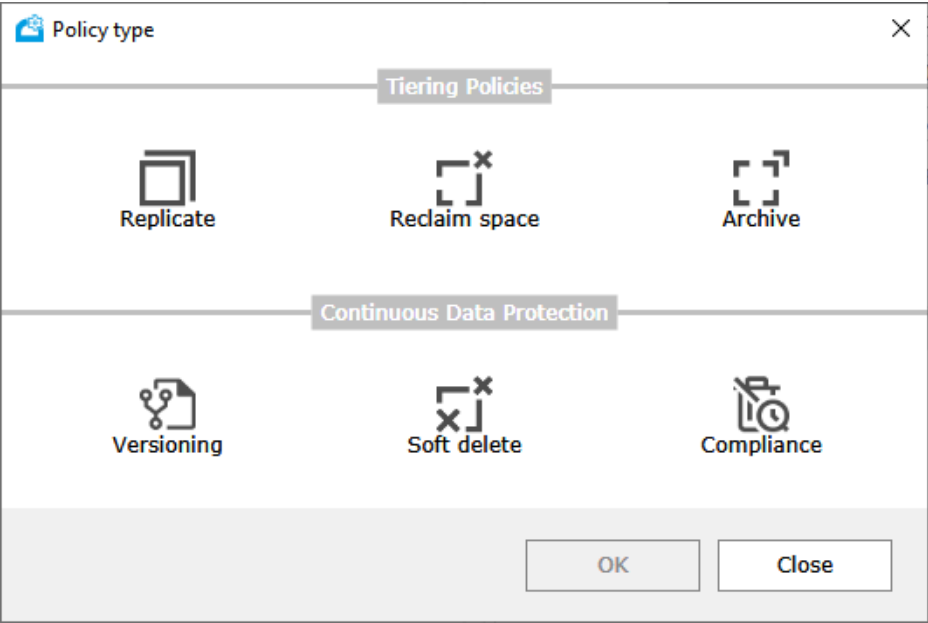 Policy type
Tiering Policies
Replicate
Reclaim space
Archive
Continuous Data Protection
Versioning
Soft delete
Compliance
OK
Close